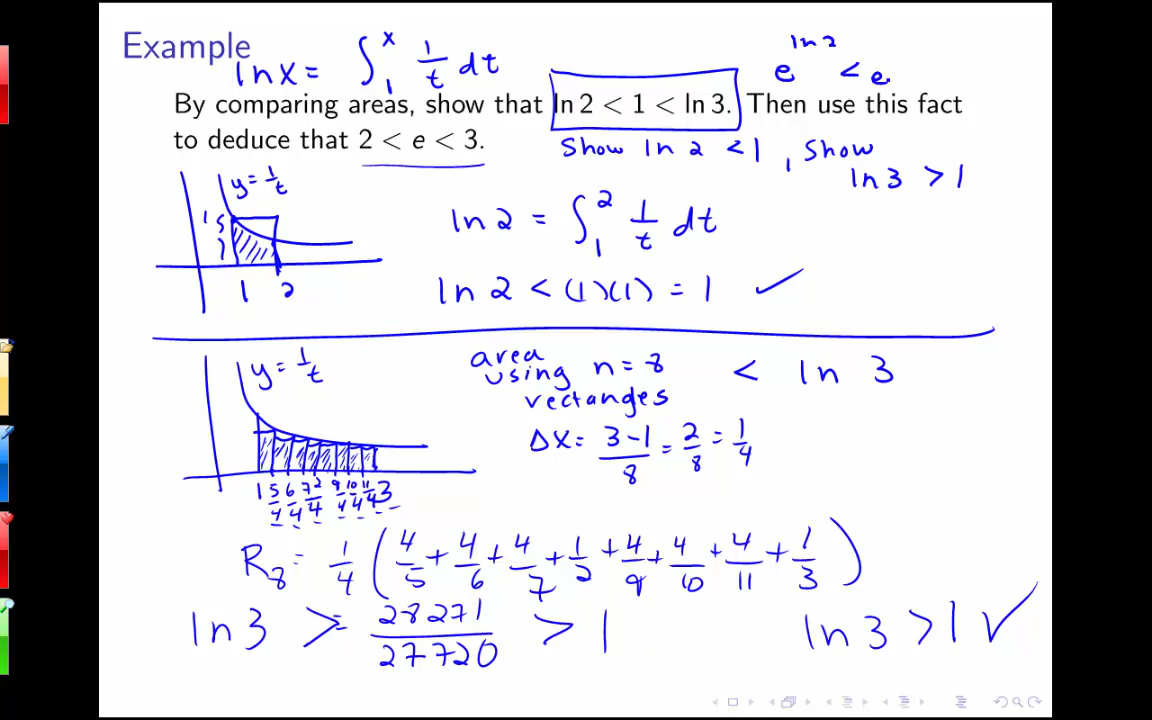 Example
ln x = ∫₁ˣ 1/t dt
e^(ln 2) < e
By comparing areas, show that ln 2 < 1 < ln 3. Then use this fact
to deduce that 2 < e < 3.
Show ln 2 < 1, Show
ln 3 > 1
y = 1/t
1
1 2
ln 2 = ∫₁² 1/t dt
ln 2 < (1)(1) = 1 ✓
y = 1/t
area
using n = 8 < ln 3
rectanges
Δx = (3-1)/8 = 2/8 = 1/4
1 5/4 6/4 7/4 2 9/4 10/4 11/4 3
R₈ = 1/4 (4/5 + 4/6 + 4/7 + 1/2 + 4/9 + 4/10 + 4/11 + 1/3)
ln 3 > = 28271/27720 > 1
ln 3 > 1 ✓